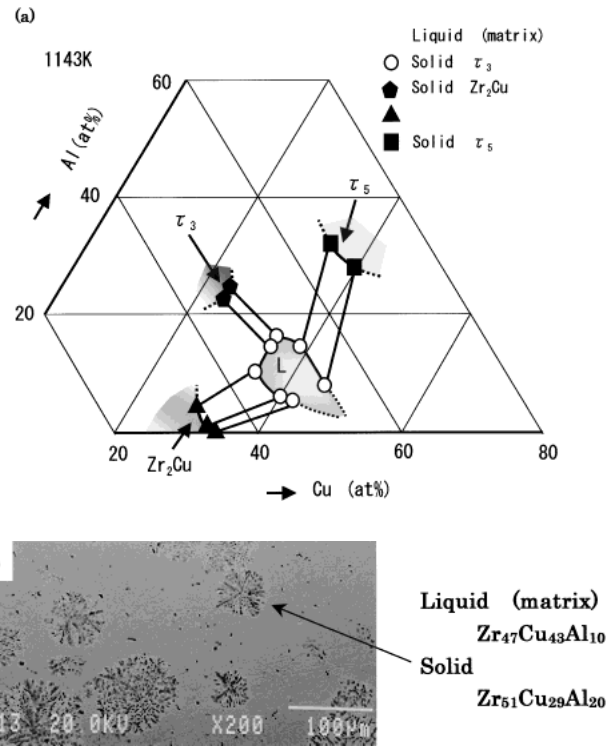 (a)
1143K
Liquid (matrix)
Solid τ3
Solid Zr2Cu
Solid τ5
60
40
20
Al(at%)
τ3
τ5
L
Zr2Cu
20
40
60
80
Cu (at%)
Liquid (matrix)
Zr47Cu43Al10
Solid
Zr51Cu29Al20
13 20 0KV X200 100μm